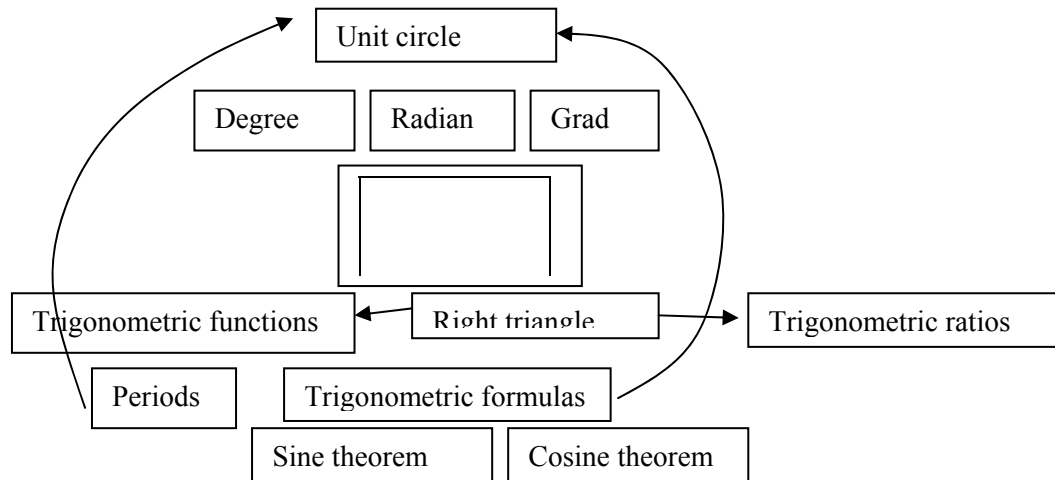 Unit circle
Degree
Radian
Grad
Trigonometric functions
Right triangle
Trigonometric ratios
Periods
Trigonometric formulas
Sine theorem
Cosine theorem